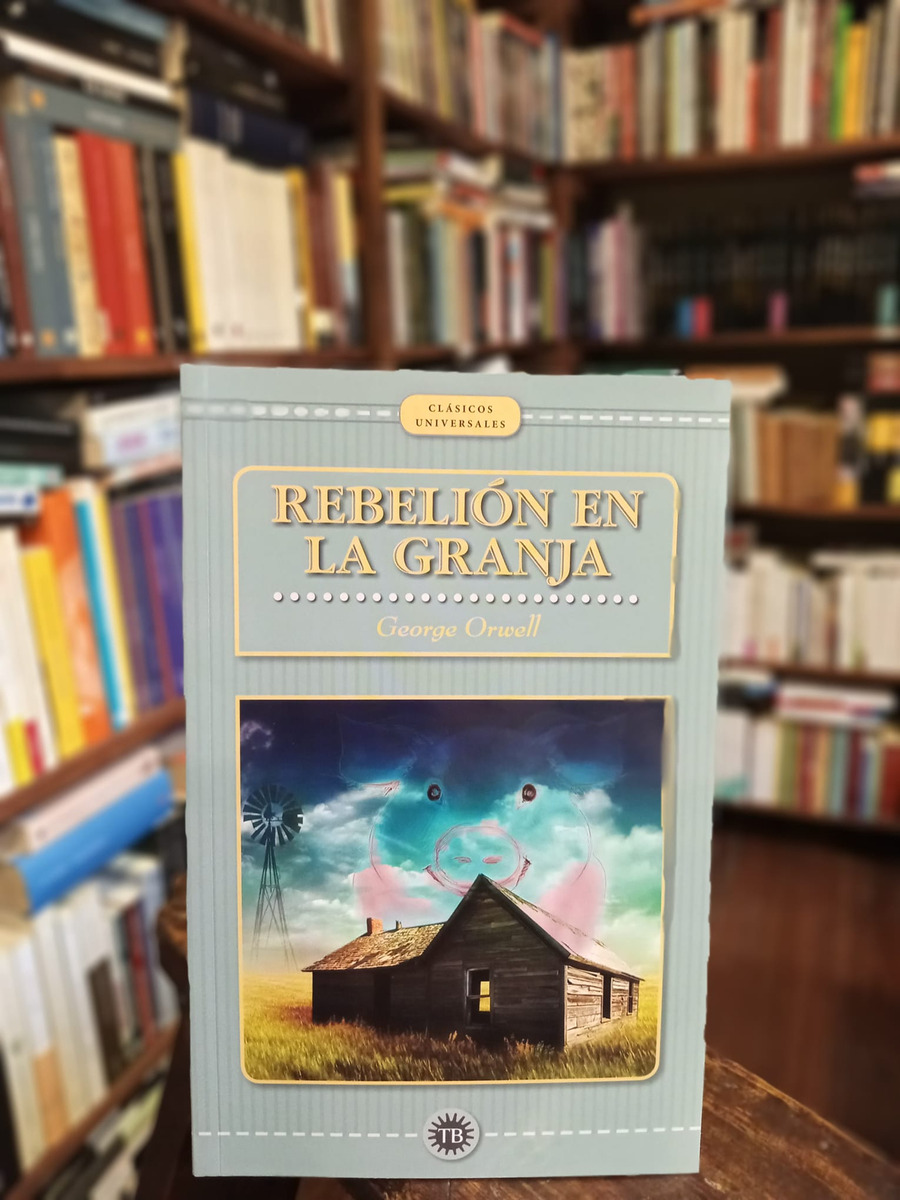 CLÁSICOS
UNIVERSALES
REBELIÓN EN
LA GRANJA
George Orwell
TB